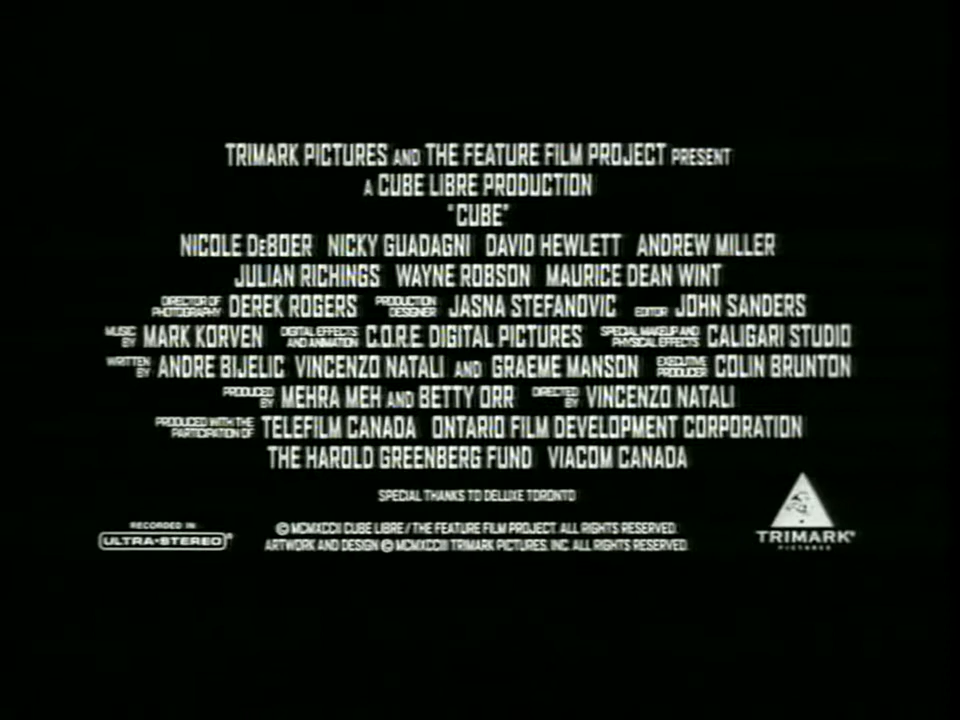 TRIMARK PICTURES AND THE FEATURE FILM PROJECT PRESENT
A CUBE LIBRE PRODUCTION
"CUBE"
NICOLE DeBOER NICKY GUADAGNI DAVID HEWLETT ANDREW MILLER
JULIAN RICHINGS WAYNE ROBSON MAURICE DEAN WINT
DIRECTOR OF PHOTOGRAPHY DEREK ROGERS PRODUCTION DESIGNER JASNA STEFANOVIC EDITOR JOHN SANDERS
MUSIC BY MARK KORVEN DIGITAL EFFECTS AND ANIMATION C.O.R.E. DIGITAL PICTURES SPECIAL MAKEUP AND PHYSICAL EFFECTS CALIGARI STUDIO
WRITTEN BY ANDRE BIJELIC VINCENZO NATALI AND GRAEME MANSON EXECUTIVE PRODUCER COLIN BRUNTON
PRODUCED BY MEHRA MEH AND BETTY ORR DIRECTED BY VINCENZO NATALI
PRODUCED WITH THE PARTICIPATION OF TELEFILM CANADA ONTARIO FILM DEVELOPMENT CORPORATION
THE HAROLD GREENBERG FUND VIACOM CANADA
SPECIAL THANKS TO DELUXE TORONTO
RECORDED IN
ULTRA-STEREO®
© MCMXCCII CUBE LIBRE / THE FEATURE FILM PROJECT. ALL RIGHTS RESERVED.
ARTWORK AND DESIGN © MCMXCCIII TRIMARK PICTURES, INC. ALL RIGHTS RESERVED.
TRIMARK®
PICTURES